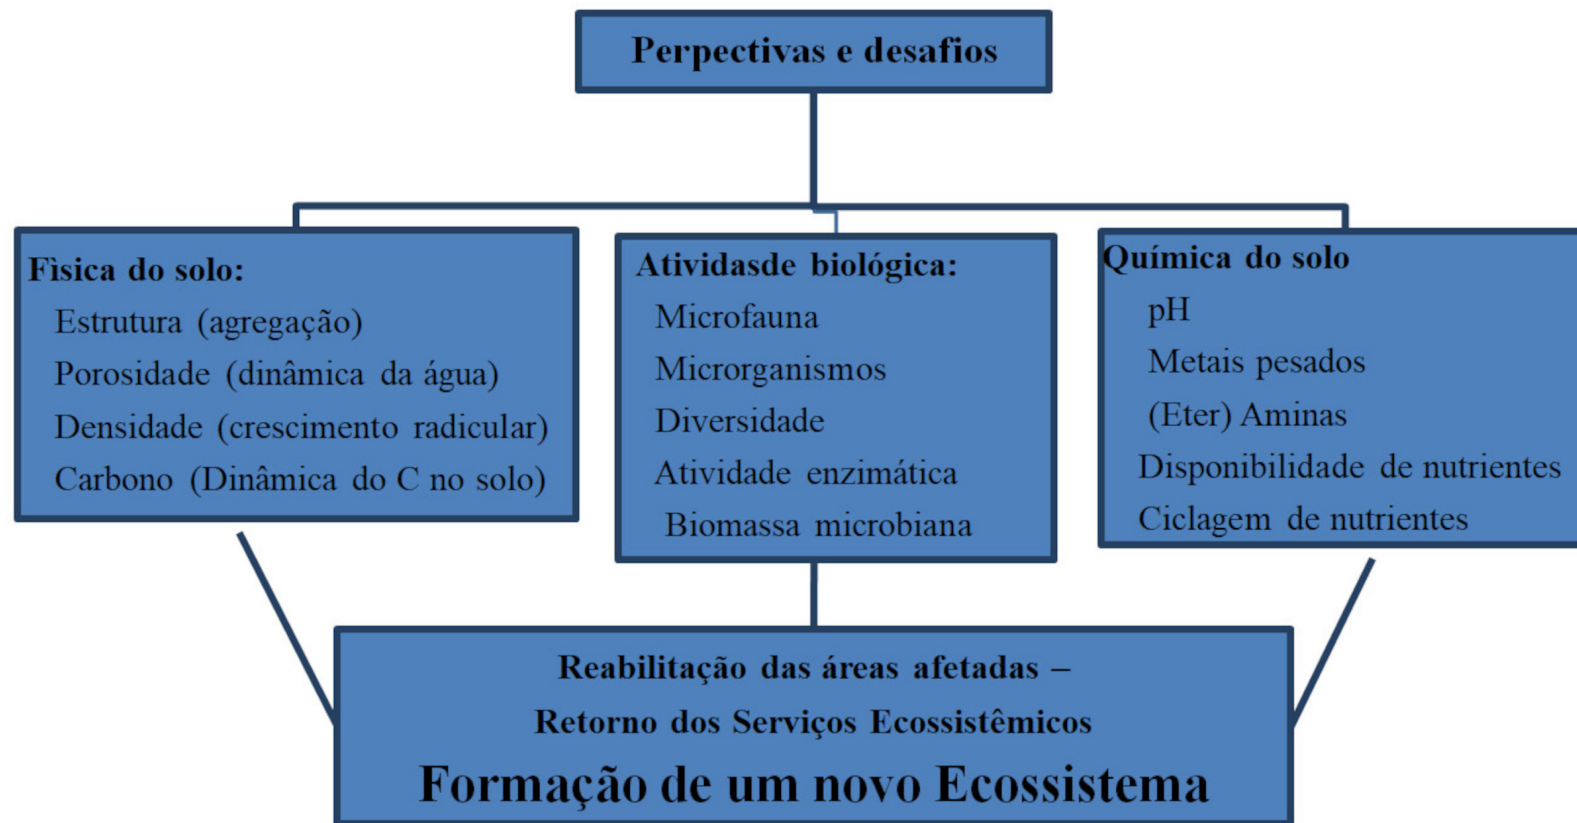 Perpectivas e desafios
Fìsica do solo:
Estrutura (agregação)
Porosidade (dinâmica da água)
Densidade (crescimento radicular)
Carbono (Dinâmica do C no solo)
Atividasde biológica:
Microfauna
Microrganismos
Diversidade
Atividade enzimática
Biomassa microbiana
Química do solo
pH
Metais pesados
(Eter) Aminas
Disponibilidade de nutrientes
Ciclagem de nutrientes
Reabilitação das áreas afetadas –
Retorno dos Serviços Ecossistêmicos
Formação de um novo Ecossistema